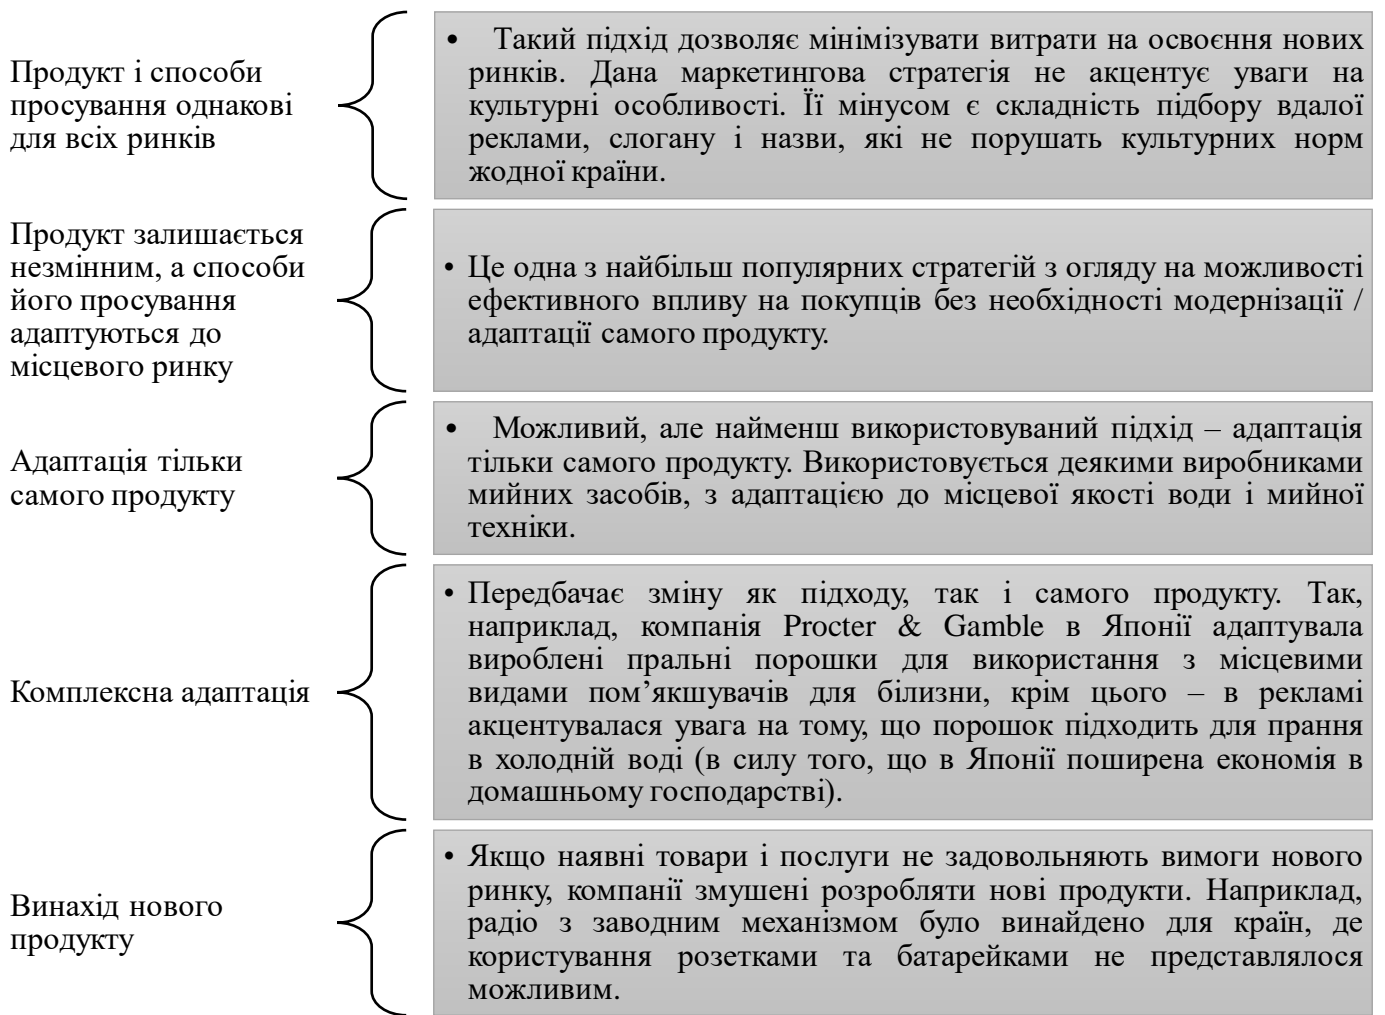 Продукт і способи
просування однакові
для всіх ринків
• Такий підхід дозволяє мінімізувати витрати на освоєння нових
ринків. Дана маркетингова стратегія не акцентує уваги на
культурні особливості. Її мінусом є складність підбору вдалої
реклами, слогану і назви, які не порушать культурних норм
жодної країни.
Продукт залишається
незмінним, а способи
його просування
адаптуються до
місцевого ринку
• Це одна з найбільш популярних стратегій з огляду на можливості
ефективного впливу на покупців без необхідності модернізації /
адаптації самого продукту.
Адаптація тільки
самого продукту
• Можливий, але найменш використовуваний підхід – адаптація
тільки самого продукту. Використовується деякими виробниками
мийних засобів, з адаптацією до місцевої якості води і мийної
техніки.
Комплексна адаптація
• Передбачає зміну як підходу, так і самого продукту. Так,
наприклад, компанія Procter & Gamble в Японії адаптувала
вироблені пральні порошки для використання з місцевими
видами пом’якшувачів для білизни, крім цього – в рекламі
акцентувалася увага на тому, що порошок підходить для прання
в холодній воді (в силу того, що в Японії поширена економія в
домашньому господарстві).
Винахід нового
продукту
• Якщо наявні товари і послуги не задовольняють вимоги нового
ринку, компанії змушені розробляти нові продукти. Наприклад,
радіо з заводним механізмом було винайдено для країн, де
користування розетками та батарейками не представлялося
можливим.